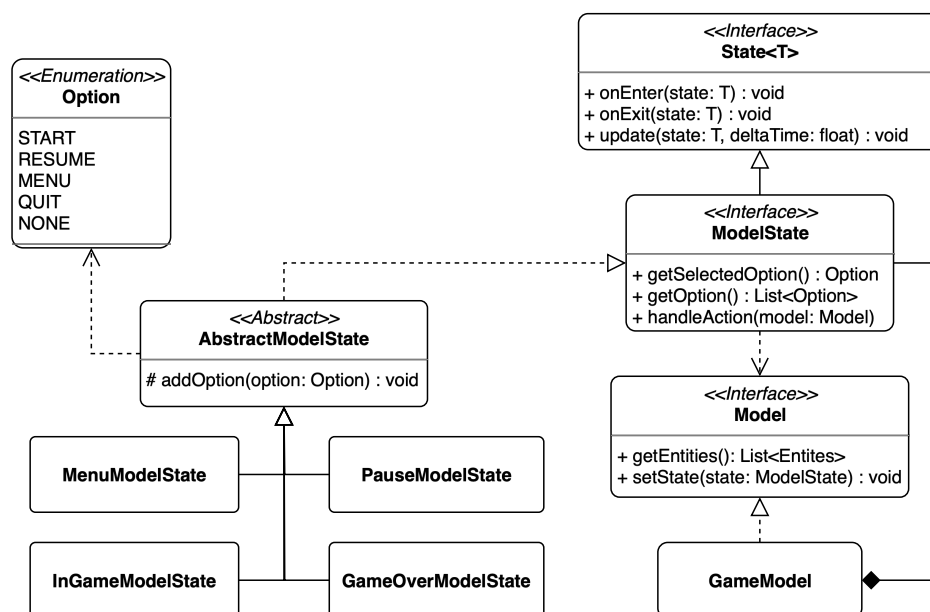 <<Enumeration>>
Option
START
RESUME
MENU
QUIT
NONE
<<Interface>>
State<T>
+ onEnter(state: T) : void
+ onExit(state: T) : void
+ update(state: T, deltaTime: float) : void
<<Interface>>
ModelState
+ getSelectedOption() : Option
+ getOption() : List<Option>
+ handleAction(model: Model)
<<Abstract>>
AbstractModelState
# addOption(option: Option) : void
<<Interface>>
Model
+ getEntities(): List<Entites>
+ setState(state: ModelState) : void
MenuModelState
PauseModelState
InGameModelState
GameOverModelState
GameModel